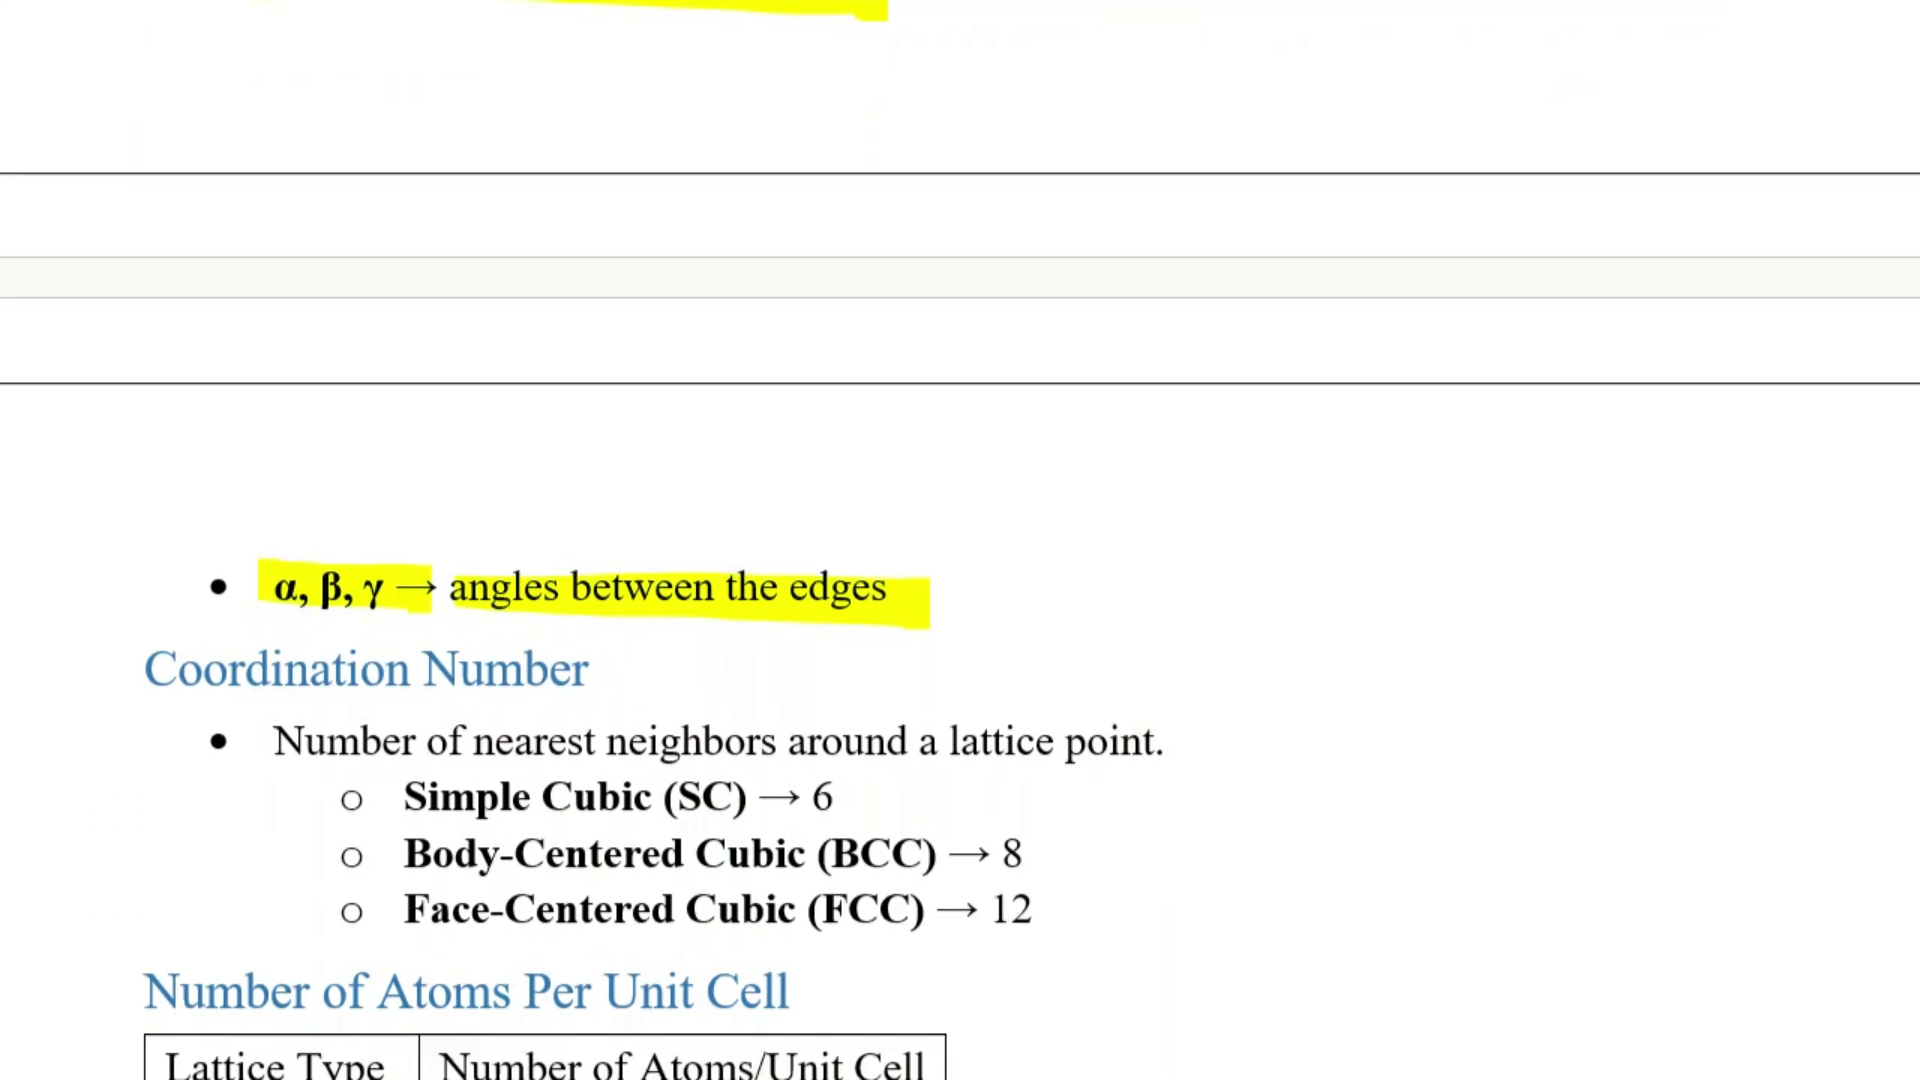 • α, β, γ → angles between the edges
Coordination Number
• Number of nearest neighbors around a lattice point.
o Simple Cubic (SC) → 6
o Body-Centered Cubic (BCC) → 8
o Face-Centered Cubic (FCC) → 12
Number of Atoms Per Unit Cell
Lattice Type Number of Atoms/Unit Cell